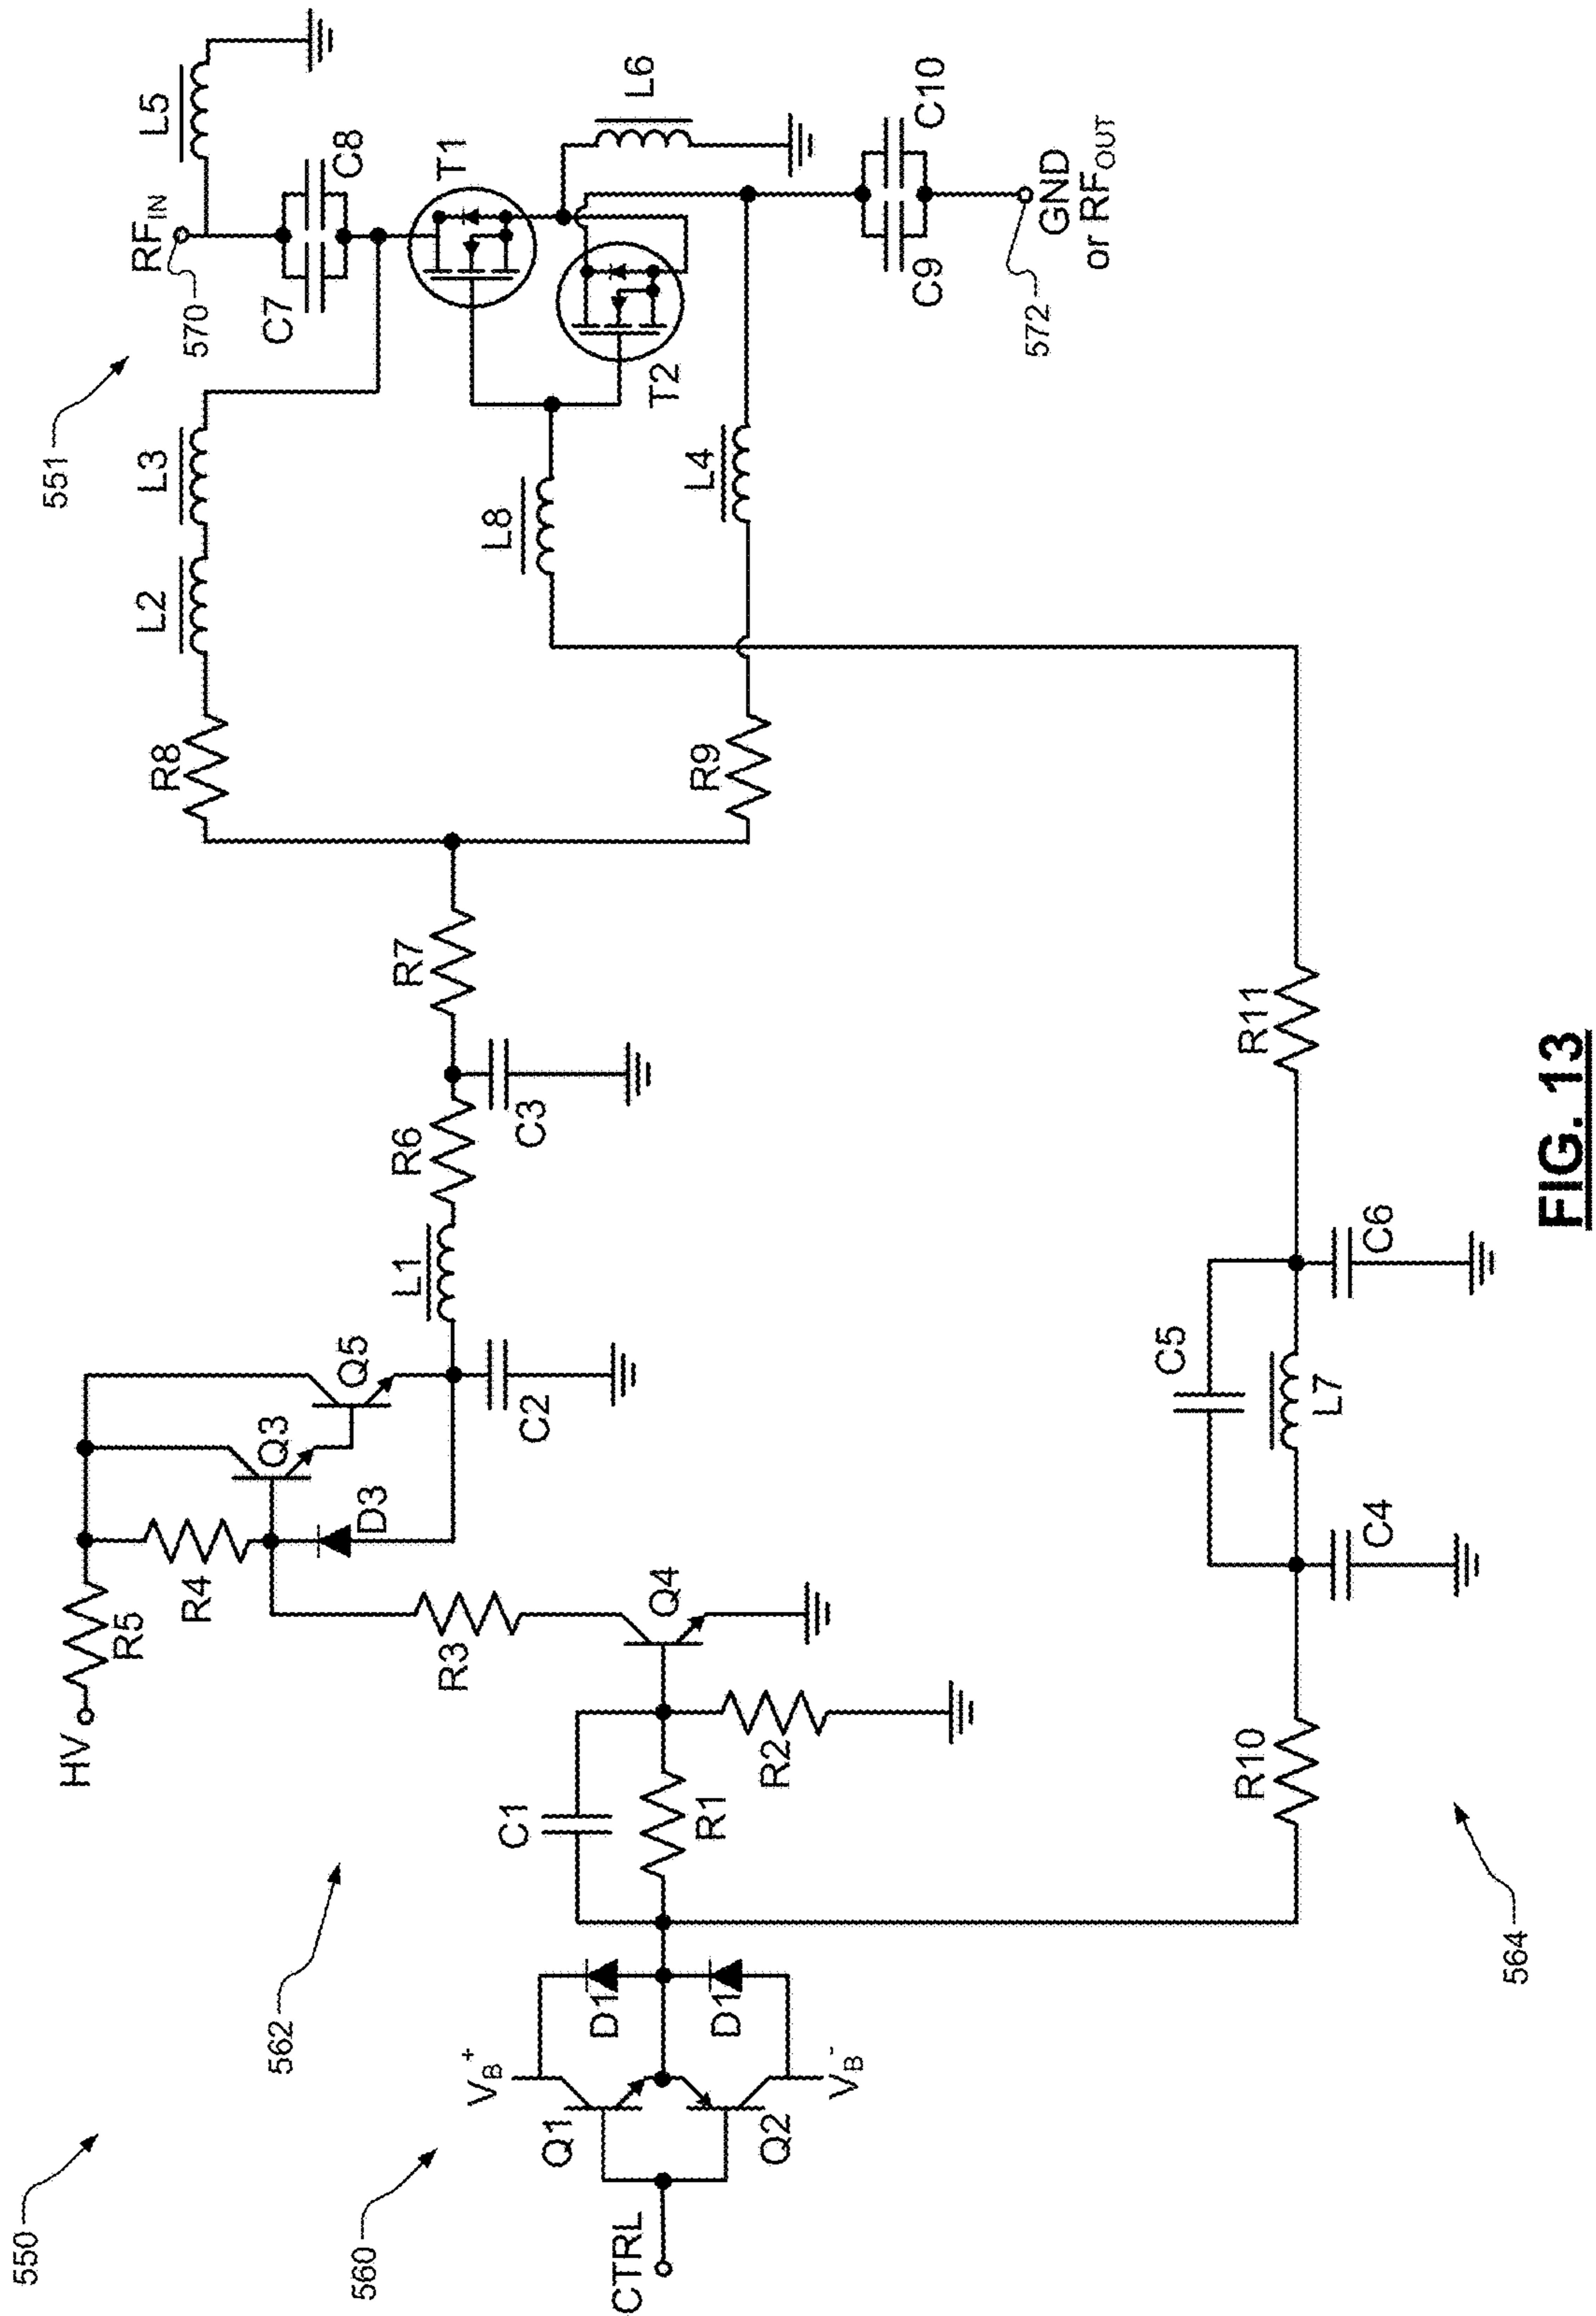 550
551
RF_IN
L5
570
C7
C8
L2
L3
R8
T1
T2
L6
L8
L4
R9
C9
C10
572
GND
or RF_OUT
HV
R5
R4
Q3
Q5
D3
L1
R6
R7
C2
C3
R3
Q4
562
560
V_B^+
V_B^-
Q1
Q2
D1
D1
CTRL
C1
R1
R2
R10
C5
L7
C4
C6
R11
564
FIG. 13